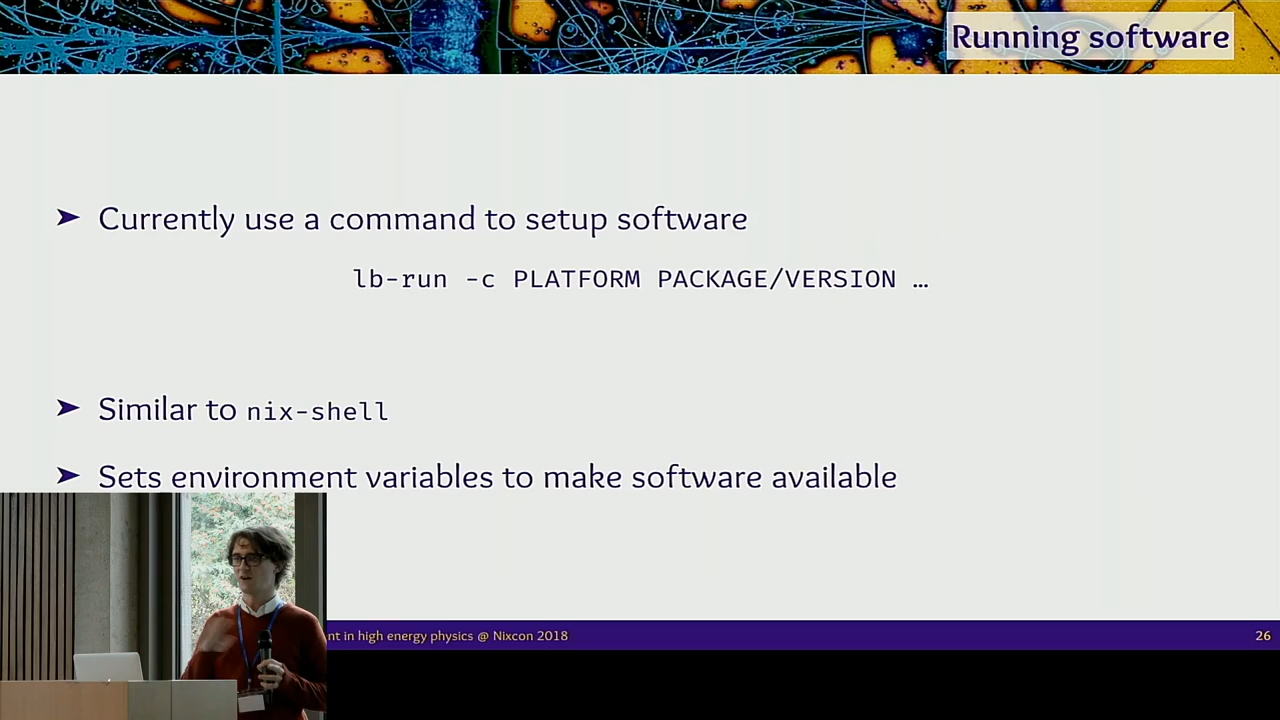 Running software
➤ Currently use a command to setup software
lb-run -c PLATFORM PACKAGE/VERSION …
➤ Similar to nix-shell
➤ Sets environment variables to make software available
in high energy physics @ Nixcon 2018
26